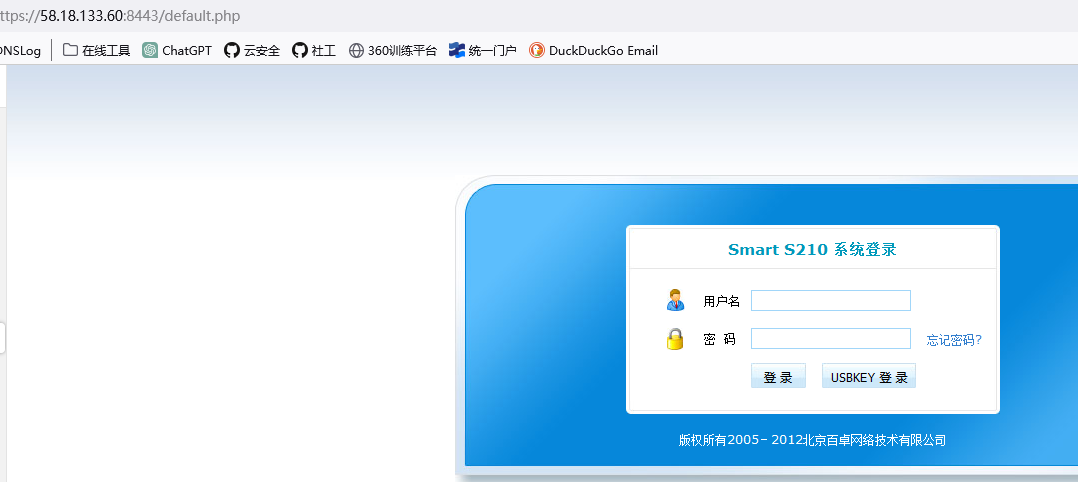 ttps://58.18.133.60:8443/default.php
DNSLog 在线工具 ChatGPT 云安全 社工 360训练平台 统一门户 DuckDuckGo Email
Smart S210 系统登录
用户名
密 码 忘记密码?
登 录 USBKEY 登 录
版权所有2005- 2012北京百卓网络技术有限公司